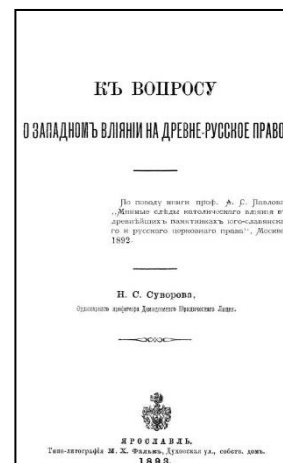 КЪ ВОПРОСУ
О ЗАПАДНОМЪ ВЛІЯНІИ НА ДРЕВНЕ-РУССКОЕ ПРАВО
По поводу книги проф. А. С. Павлова
„Мнимые слѣды католическаго вліянія въ
древнѣйшихъ памятникахъ юго-славянска-
го и русскаго церковнаго права“, Москва
1892
Н. С. Суворова,
Ординарнаго профессора Демидовскаго Юридическаго Лицея.
ЯРОСЛАВЛЬ.
Типо-литографія М. Х. Фалькъ, Духовская ул., собств. домъ.
1893.